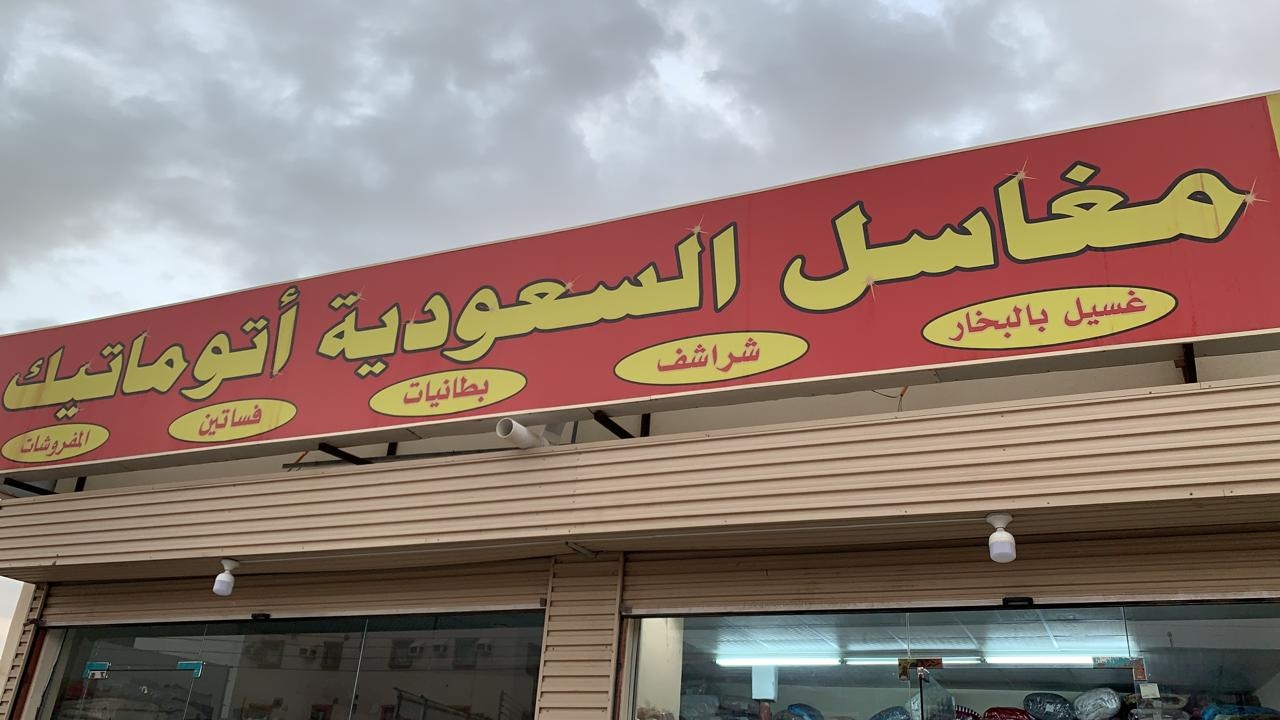 مغاسل السعودية أتوماتيك
غسيل بالبخار
شراشف
بطانيات
فساتين
المفروشات